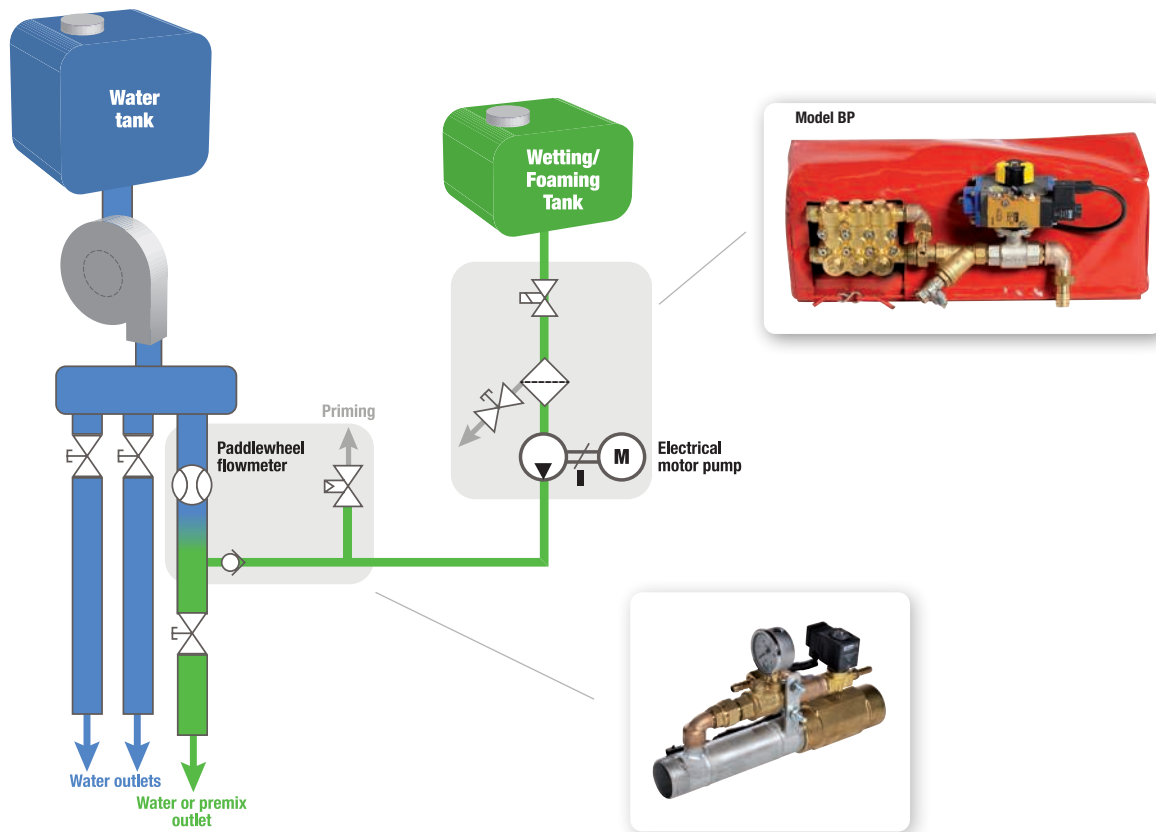 Water
tank
Wetting/
Foaming
Tank
Model BP
Priming
Paddlewheel
flowmeter
Electrical
motor pump
M
Water outlets
Water or premix
outlet